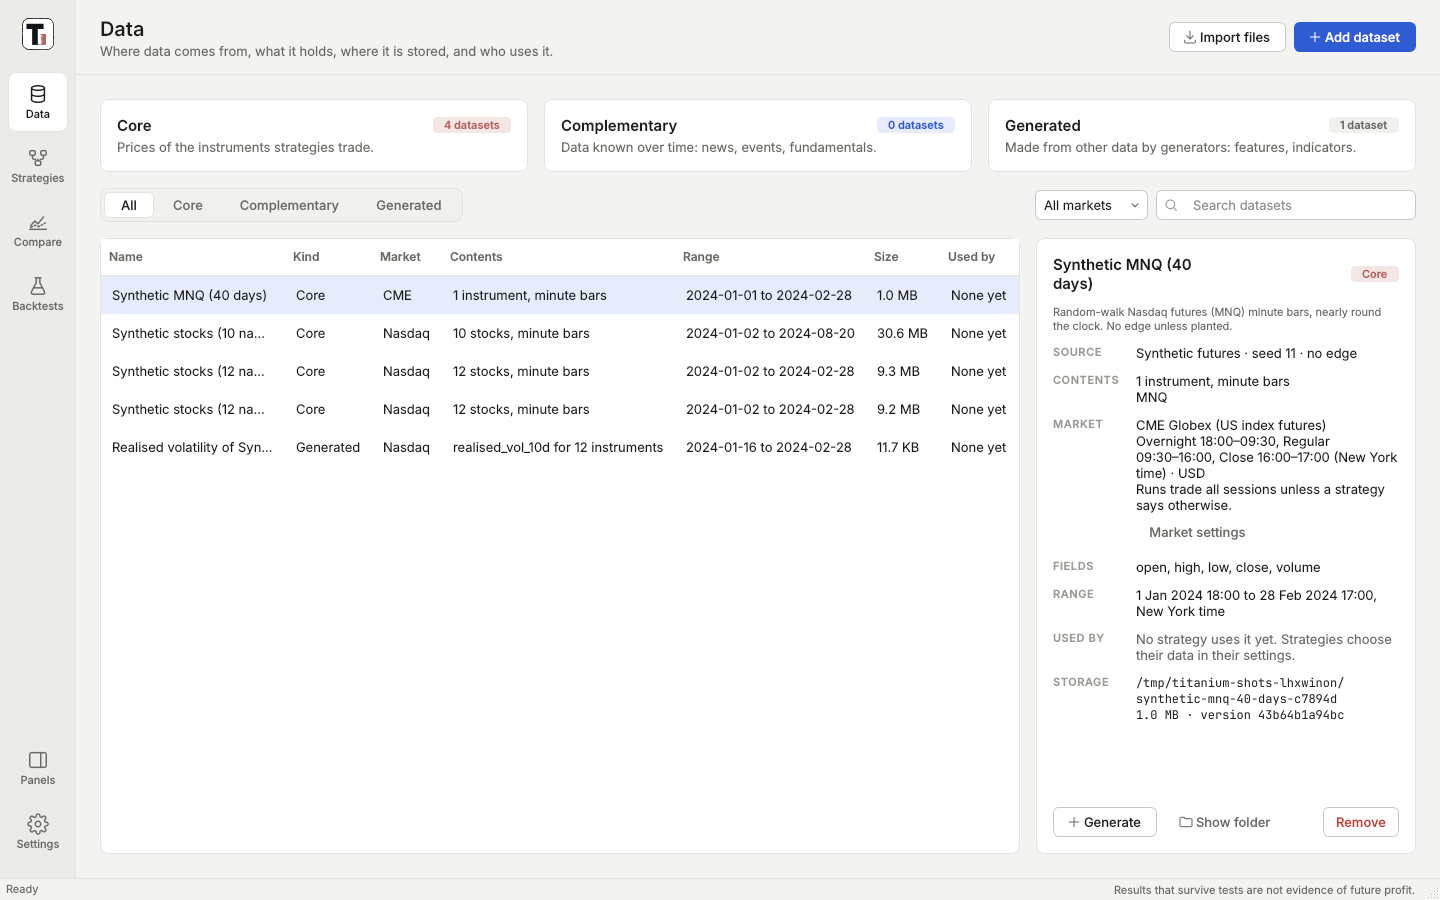 Ti
Data
Where data comes from, what it holds, where it is stored, and who uses it.
Import files
Add dataset
Data
Strategies
Compare
Backtests
Panels
Settings
Core
4 datasets
Prices of the instruments strategies trade.
Complementary
0 datasets
Data known over time: news, events, fundamentals.
Generated
1 dataset
Made from other data by generators: features, indicators.
All Core Complementary Generated
All markets
Search datasets
Name Kind Market Contents Range Size Used by
Synthetic MNQ (40 days) Core CME 1 instrument, minute bars 2024-01-01 to 2024-02-28 1.0 MB None yet
Synthetic stocks (10 na... Core Nasdaq 10 stocks, minute bars 2024-01-02 to 2024-08-20 30.6 MB None yet
Synthetic stocks (12 na... Core Nasdaq 12 stocks, minute bars 2024-01-02 to 2024-02-28 9.3 MB None yet
Synthetic stocks (12 na... Core Nasdaq 12 stocks, minute bars 2024-01-02 to 2024-02-28 9.2 MB None yet
Realised volatility of Syn... Generated Nasdaq realised_vol_10d for 12 instruments 2024-01-16 to 2024-02-28 11.7 KB None yet
Synthetic MNQ (40
days)
Core
Random-walk Nasdaq futures (MNQ) minute bars, nearly round
the clock. No edge unless planted.
SOURCE Synthetic futures · seed 11 · no edge
CONTENTS 1 instrument, minute bars
MNQ
MARKET CME Globex (US index futures)
Overnight 18:00–09:30, Regular
09:30–16:00, Close 16:00–17:00 (New York
time) · USD
Runs trade all sessions unless a strategy
says otherwise.
Market settings
FIELDS open, high, low, close, volume
RANGE 1 Jan 2024 18:00 to 28 Feb 2024 17:00,
New York time
USED BY No strategy uses it yet. Strategies choose
their data in their settings.
STORAGE /tmp/titanium-shots-lhxwinon/
synthetic-mnq-40-days-c7894d
1.0 MB · version 43b64b1a94bc
Generate
Show folder
Remove
Ready
Results that survive tests are not evidence of future profit.